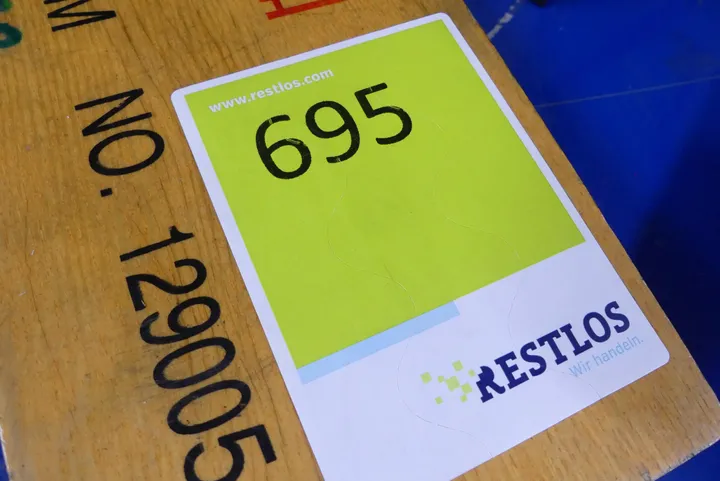 M
NO. 129005
www.restlos.com
695
RESTLOS
Wir handeln.